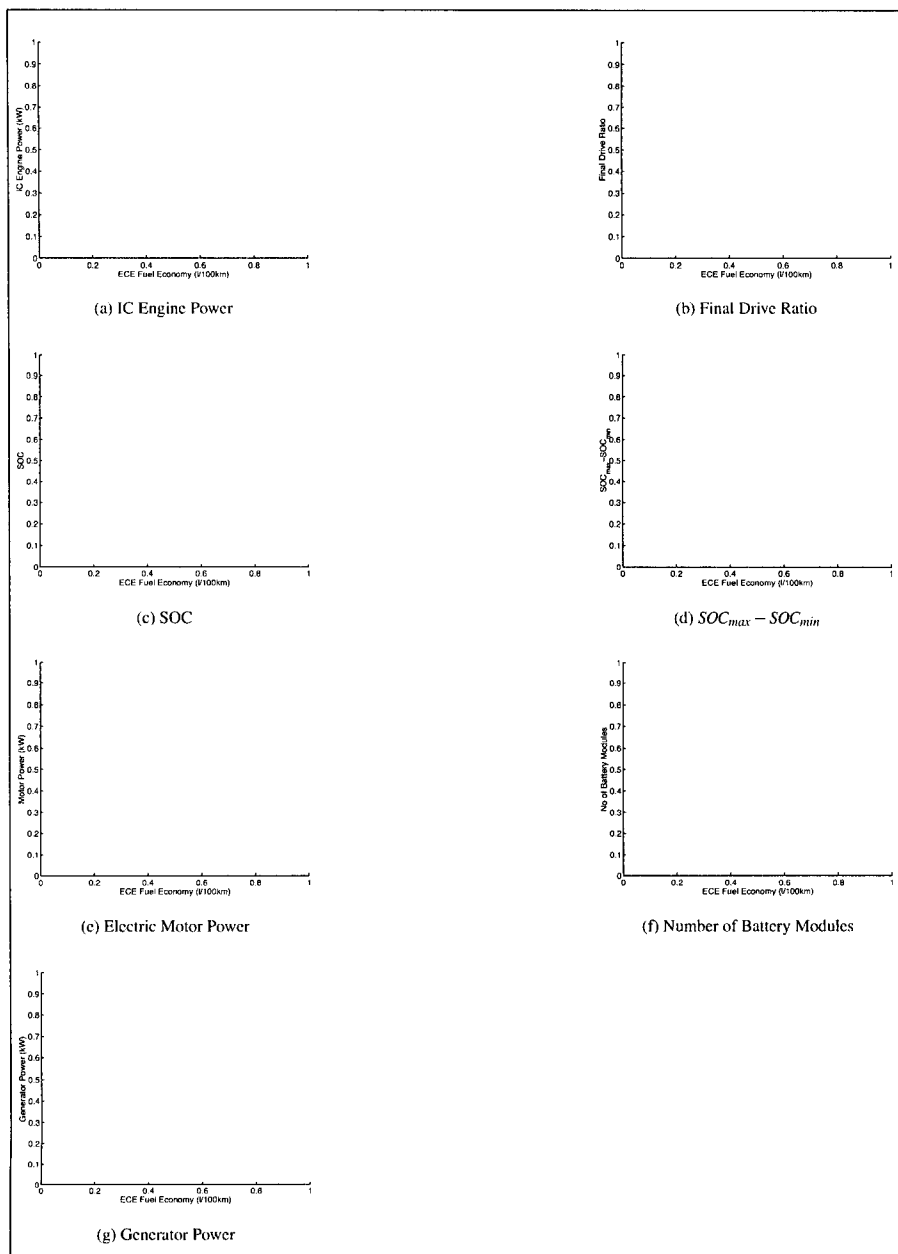 1
0.9
0.8
0.7
0.6
0.5
0.4
0.3
0.2
0.1
0
IC Engine Power (kW)
0 0.2 0.4 0.6 0.8 1
ECE Fuel Economy (l/100km)
(a) IC Engine Power
1
0.9
0.8
0.7
0.6
0.5
0.4
0.3
0.2
0.1
0
Final Drive Ratio
0 0.2 0.4 0.6 0.8 1
ECE Fuel Economy (l/100km)
(b) Final Drive Ratio
1
0.9
0.8
0.7
0.6
0.5
0.4
0.3
0.2
0.1
0
SOC
0 0.2 0.4 0.6 0.8 1
ECE Fuel Economy (l/100km)
(c) SOC
1
0.9
0.8
0.7
0.6
0.5
0.4
0.3
0.2
0.1
0
SOCmax-SOCmin
0 0.2 0.4 0.6 0.8 1
ECE Fuel Economy (l/100km)
(d) SOCmax − SOCmin
1
0.9
0.8
0.7
0.6
0.5
0.4
0.3
0.2
0.1
0
Motor Power (kW)
0 0.2 0.4 0.6 0.8 1
ECE Fuel Economy (l/100km)
(e) Electric Motor Power
1
0.9
0.8
0.7
0.6
0.5
0.4
0.3
0.2
0.1
0
No of Battery Modules
0 0.2 0.4 0.6 0.8 1
ECE Fuel Economy (l/100km)
(f) Number of Battery Modules
1
0.9
0.8
0.7
0.6
0.5
0.4
0.3
0.2
0.1
0
Generator Power (kW)
0 0.2 0.4 0.6 0.8 1
ECE Fuel Economy (l/100km)
(g) Generator Power